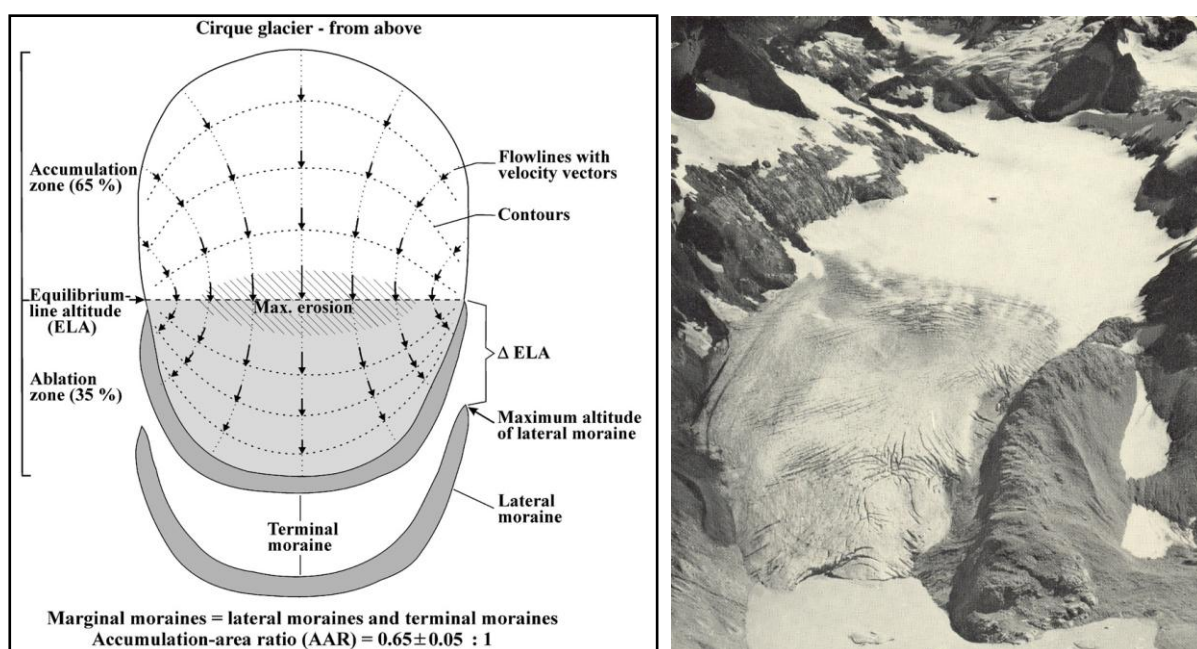 Cirque glacier - from above
Accumulation
zone (65 %)
Flowlines with
velocity vectors
Contours
Equilibrium-
line altitude
(ELA)
Max. erosion
Δ ELA
Ablation
zone (35 %)
Maximum altitude
of lateral moraine
Lateral
moraine
Terminal
moraine
Marginal moraines = lateral moraines and terminal moraines
Accumulation-area ratio (AAR) = 0.65±0.05 : 1